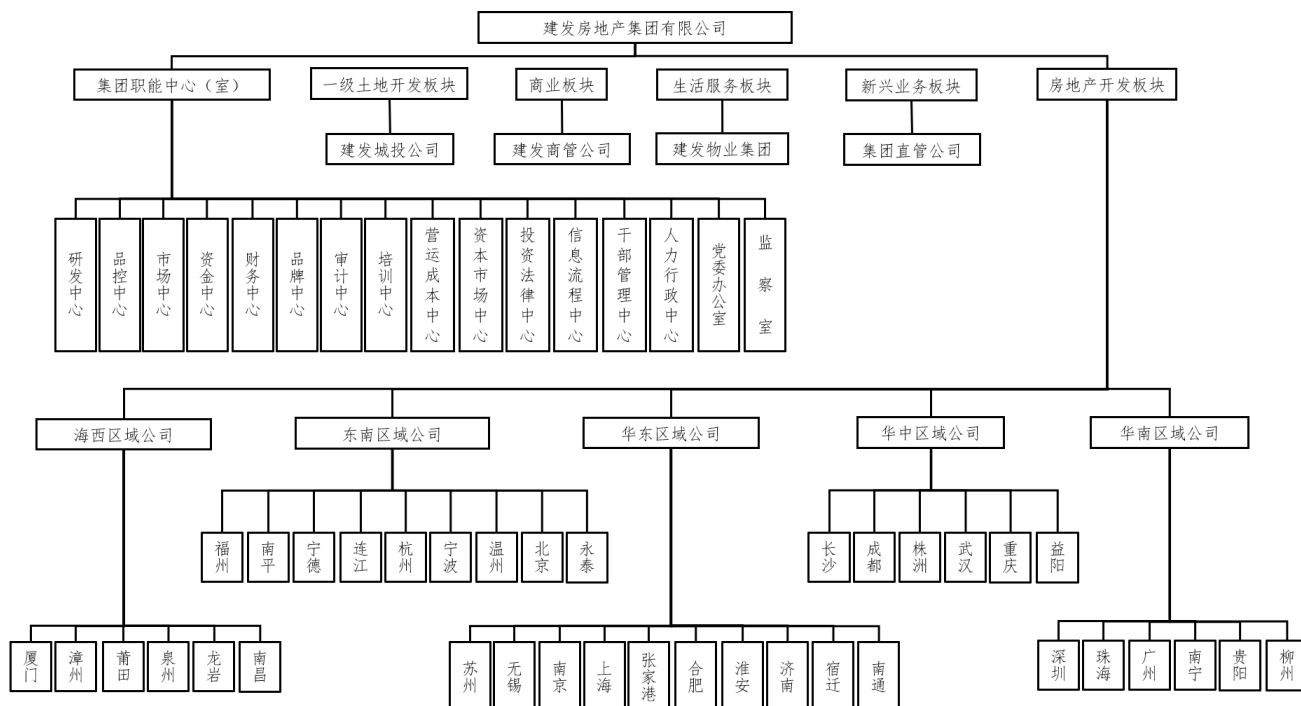 建发房地产集团有限公司
集团职能中心（室）
一级土地开发板块
商业板块
生活服务板块
新兴业务板块
房地产开发板块
建发城投公司
建发商管公司
建发物业集团
集团直管公司
研发中心
品控中心
市场中心
资金中心
财务中心
品牌中心
审计中心
培训中心
营运成本中心
资本市场中心
投资法律中心
信息流程中心
干部管理中心
人力行政中心
党委办公室
监察室
海西区域公司
东南区域公司
华东区域公司
华中区域公司
华南区域公司
福州
南平
宁德
连江
杭州
宁波
温州
北京
永泰
长沙
成都
株洲
武汉
重庆
益阳
厦门
漳州
莆田
泉州
龙岩
南昌
苏州
无锡
南京
上海
张家港
合肥
淮安
济南
宿迁
南通
深圳
珠海
广州
南宁
贵阳
柳州